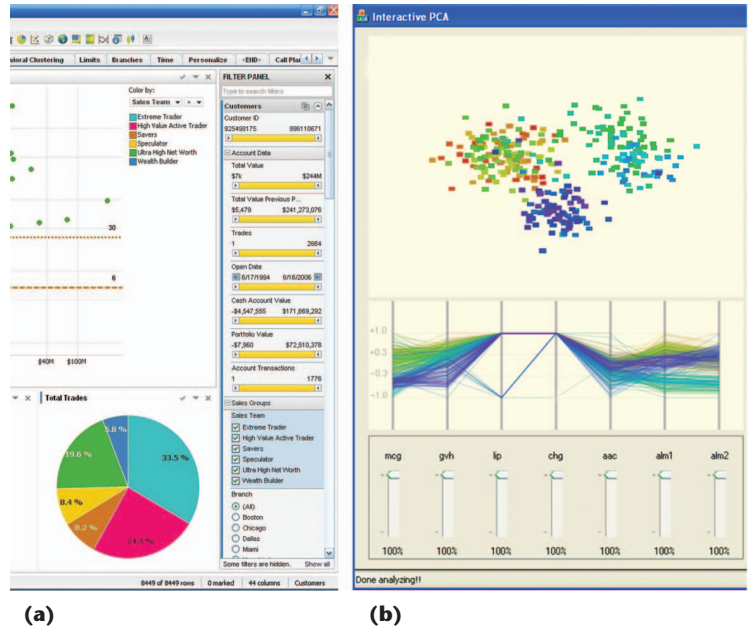 Behavioral Clustering Limits Branches Time Personalize <EIID> Call Pla
Color by:
Sales Team
Extreme Trader
High Value Active Trader
Savers
Speculator
Ultra High Net Worth
Wealth Builder
30
6
$40M $100M
FILTER PANEL
Type to search filters
Customers
Customer ID
925498175 998110671
Account Data
Total Value
$7k $244M
Total Value Previous P...
$5,479 $241,273,076
Trades
1 2664
Open Date
6/17/1994 6/16/2006
Cash Account Value
-$4,547,555 $171,669,292
Portfolio Value
-$7,960 $72,510,378
Account Transactions
1 1776
Sales Groups
Sales Team
Extreme Trader
High Value Active Trader
Savers
Speculator
Ultra High Net Worth
Wealth Builder
Branch
(All)
Boston
Chicago
Dallas
Miami
Some filters are hidden. Show all
Total Trades
5.8 %
19.6 %
33.5 %
8.4 %
8.2 %
24.5 %
8449 of 8449 rows 0 marked 44 columns Customers
(a)
Interactive PCA
+1.0
+0.3
-0.3
-1.0
mcg gvh lip chg aac alm1 alm2
100% 100% 100% 100% 100% 100% 100%
Done analyzing!!
(b)